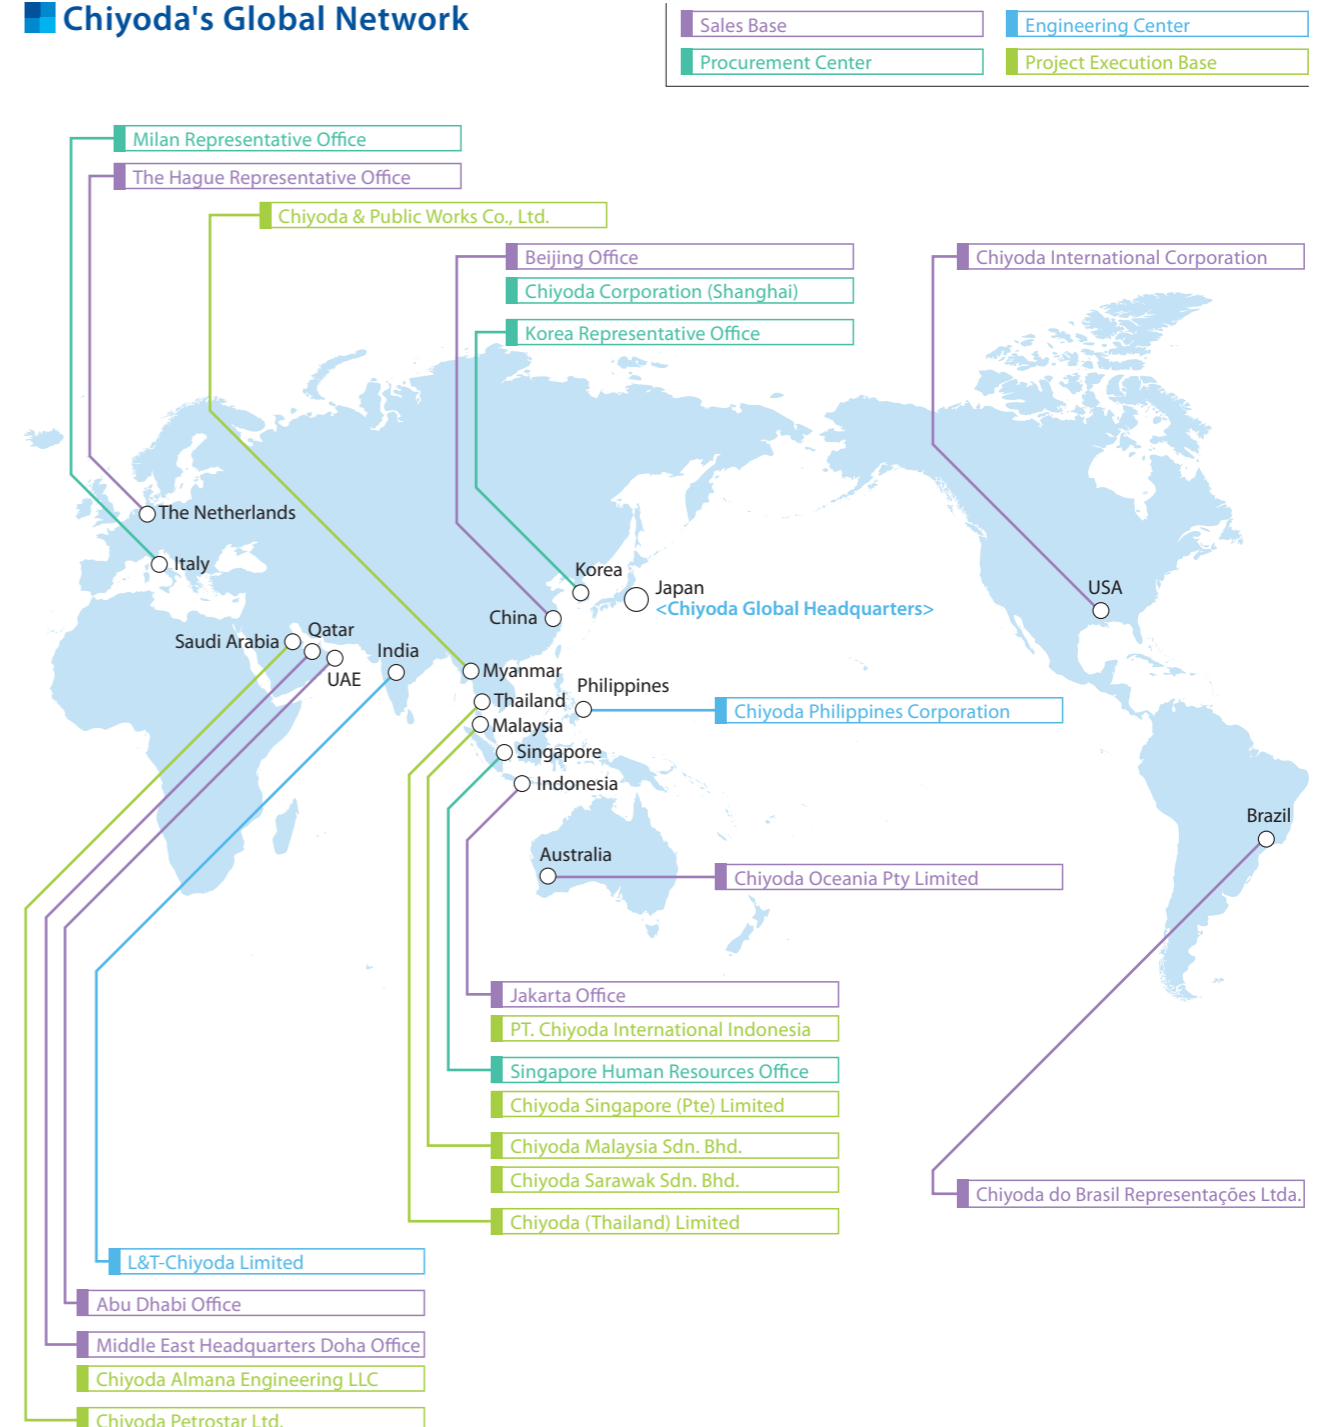 Chiyoda's Global Network
Sales Base
Engineering Center
Procurement Center
Project Execution Base
Milan Representative Office
The Hague Representative Office
Chiyoda & Public Works Co., Ltd.
Beijing Office
Chiyoda International Corporation
Chiyoda Corporation (Shanghai)
Korea Representative Office
The Netherlands
Italy
Korea
Japan
<Chiyoda Global Headquarters>
USA
China
Saudi Arabia
Qatar
UAE
India
Myanmar
Thailand
Philippines
Chiyoda Philippines Corporation
Malaysia
Singapore
Indonesia
Brazil
Australia
Chiyoda Oceania Pty Limited
Jakarta Office
PT. Chiyoda International Indonesia
Singapore Human Resources Office
Chiyoda Singapore (Pte) Limited
Chiyoda Malaysia Sdn. Bhd.
Chiyoda Sarawak Sdn. Bhd.
Chiyoda do Brasil Representações Ltda.
Chiyoda (Thailand) Limited
L&T-Chiyoda Limited
Abu Dhabi Office
Middle East Headquarters Doha Office
Chiyoda Almana Engineering LLC
Chiyoda Petrostar Ltd.